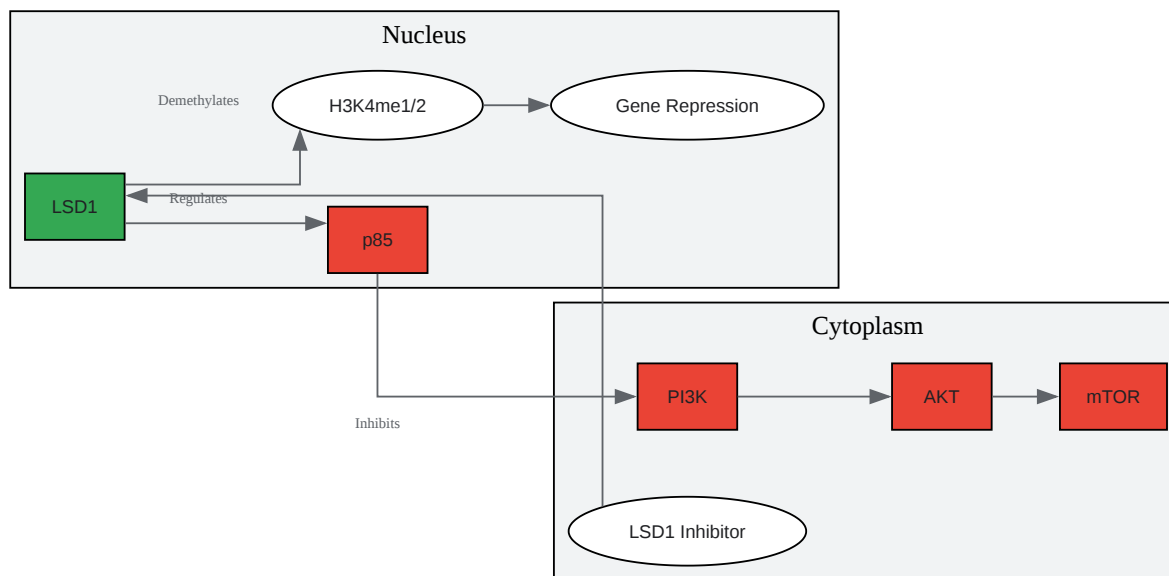 Nucleus
Demethylates
H3K4me1/2
Gene Repression
LSD1
Regulates
p85
Cytoplasm
PI3K
AKT
mTOR
Inhibits
LSD1 Inhibitor